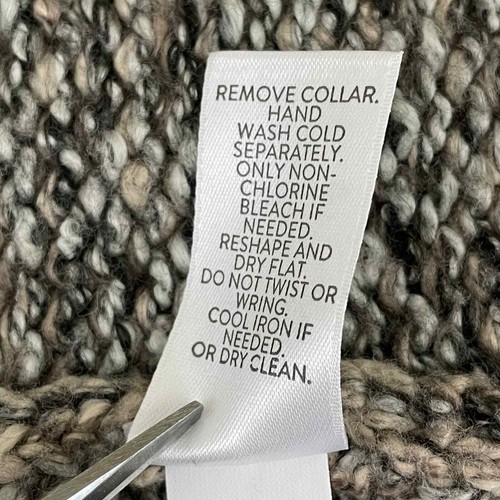 REMOVE COLLAR.
HAND
WASH COLD
SEPARATELY.
ONLY NON-
CHLORINE
BLEACH IF
NEEDED.
RESHAPE AND
DRY FLAT.
DO NOT TWIST OR
WRING.
COOL IRON IF
NEEDED.
OR DRY CLEAN.